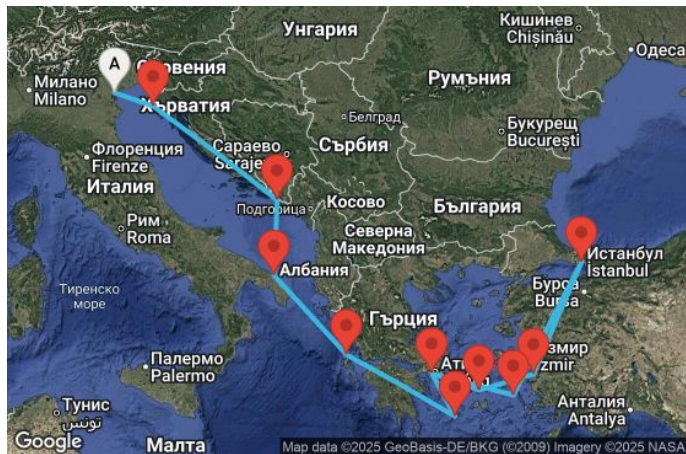 Унгария
Кишинев
Chișinău
Одеса
A
Словения
Милано
Milano
Румъния
Хърватия
Белград
Букурещ
București
Флоренция
Firenze
Сараево
Saraje
Сърбия
Италия
Подгорица
Косово
България
Рим
Roma
Северна
Македония
Истанбул
İstanbul
Албания
Бурса
Bursa
Тиренско
море
Гърция
Ати
змир
zmir
Палермо
Palermo
Анталия
Antalya
Тунис
تونس
Google
Малта
Map data ©2025 GeoBasis-DE/BKG (©2009) Imagery ©2025 NASA